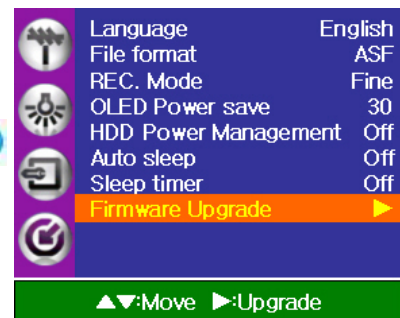 Language English
File format ASF
REC. Mode Fine
OLED Power save 30
HDD Power Management Off
Auto sleep Off
Sleep timer Off
Firmware Upgrade ▶
▲▼:Move ▶:Upgrade